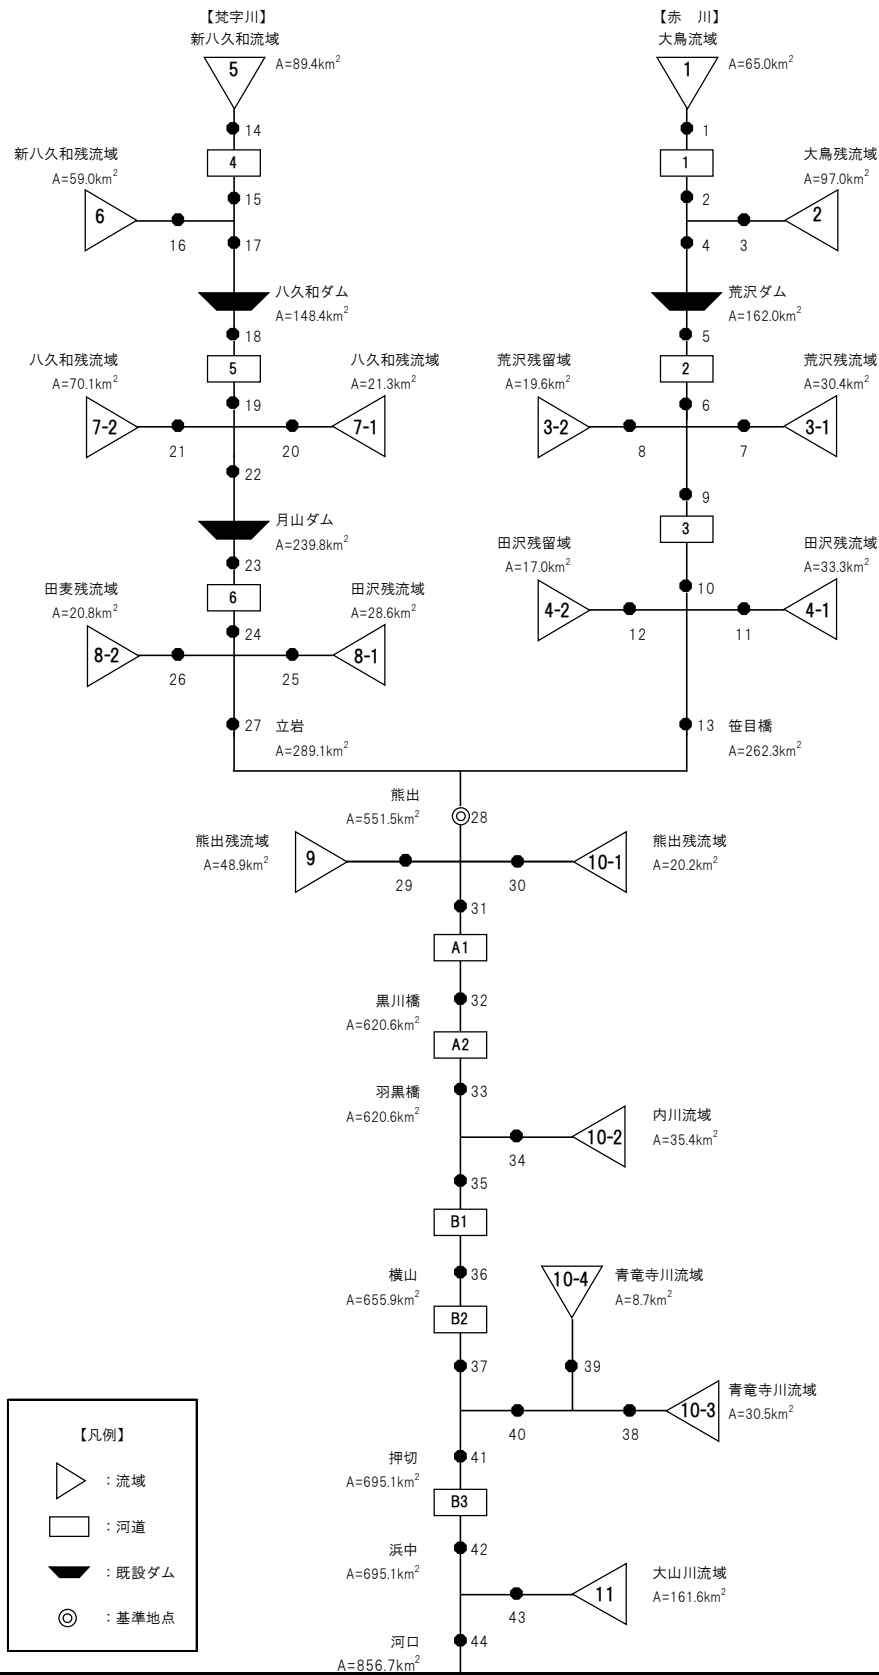 【梵字川】
新八久和流域
A=89.4km²
5
14
4
新八久和残流域
A=59.0km²
15
6
16
17
八久和ダム
A=148.4km²
18
八久和残流域
A=70.1km²
八久和残流域
A=21.3km²
5
19
7-2
7-1
21
20
22
月山ダム
A=239.8km²
23
田麦残流域
A=20.8km²
田沢残流域
A=28.6km²
6
24
8-2
8-1
26
25
27
立岩
A=289.1km²
【赤 川】
大鳥流域
A=65.0km²
1
1
1
大鳥残流域
A=97.0km²
2
2
4
3
荒沢ダム
A=162.0km²
5
荒沢残留域
A=19.6km²
荒沢残流域
A=30.4km²
2
6
3-2
3-1
8
7
9
3
田沢残留域
A=17.0km²
田沢残流域
A=33.3km²
10
4-2
4-1
12
11
13
笹目橋
A=262.3km²
熊出
A=551.5km²
28
熊出残流域
A=48.9km²
熊出残流域
A=20.2km²
9
10-1
29
30
31
A1
黒川橋
A=620.6km²
32
A2
羽黒橋
A=620.6km²
33
内川流域
A=35.4km²
10-2
34
35
B1
横山
A=655.9km²
36
B2
10-4
青竜寺川流域
A=8.7km²
37
39
青竜寺川流域
A=30.5km²
10-3
40
38
押切
A=695.1km²
41
B3
浜中
A=695.1km²
42
大山川流域
A=161.6km²
11
43
河口
A=856.7km²
44
【凡例】
：流域
：河道
：既設ダム
：基準地点